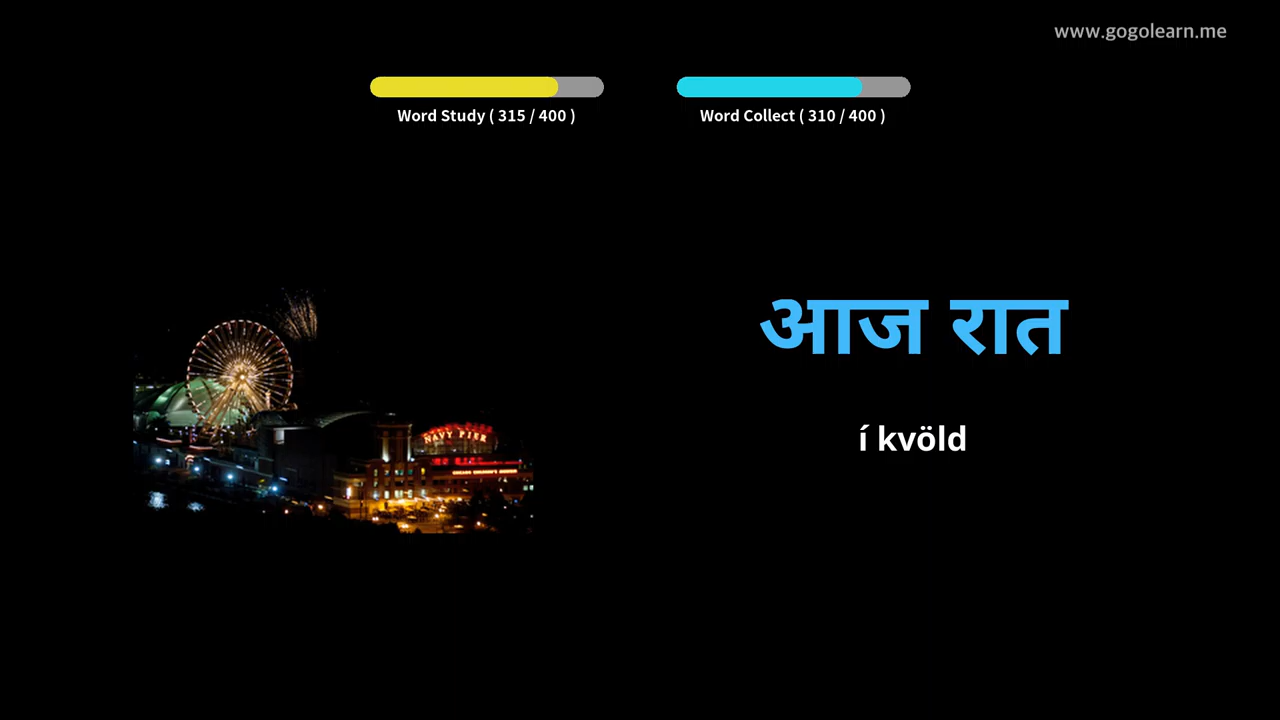 www.gogolearn.me
Word Study ( 315 / 400 )
Word Collect ( 310 / 400 )
आज रात
í kvöld
NAVY PIER